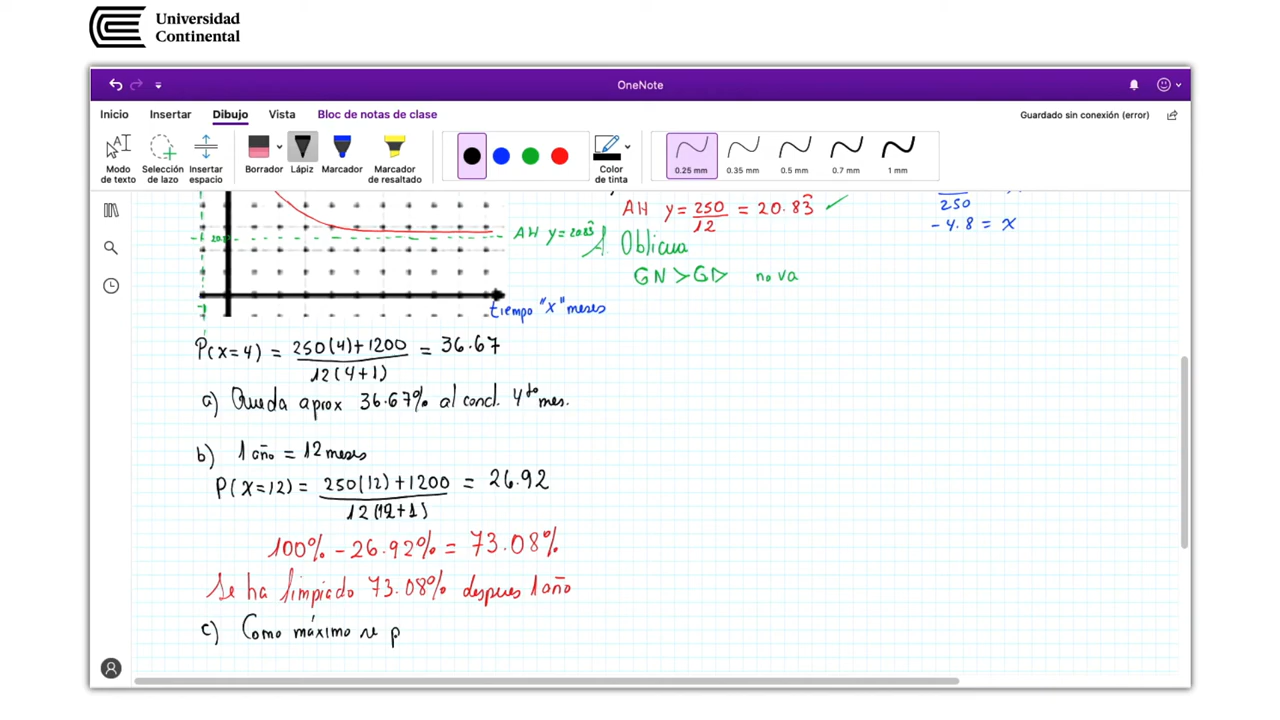 Universidad
Continental
OneNote
Inicio Insertar Dibujo Vista Bloc de notas de clase Guardado sin conexión (error)
Modo de texto
Selección de lazo
Insertar espacio
Borrador
Lápiz
Marcador
Marcador de resaltado
Color de tinta
0.25 mm 0.35 mm 0.5 mm 0.7 mm 1 mm
AH y = 250/12 = 20.83
250
-4.8 = x
AH y = 20.83
A. Oblicua
GN > GD no va
tiempo "x" meses
P(x=4) = 250(4)+1200 / 12(4+1) = 36.67
a) Queda aprox 36.67% al concl. 4to mes.
b) 1 año = 12 meses
P(x=12) = 250(12)+1200 / 12(12+1) = 26.92
100% - 26.92% = 73.08%
Se ha limpiado 73.08% despues 1 año
c) Como máximo se p